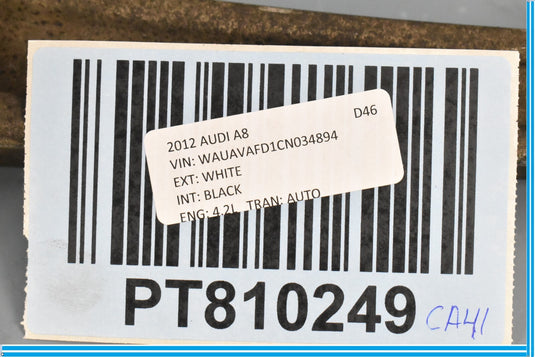 2012 AUDI A8 D46
VIN: WAUAVAFD1CN034894
EXT: WHITE
INT: BLACK
ENG: 4.2L TRAN: AUTO
PT810249 CA41